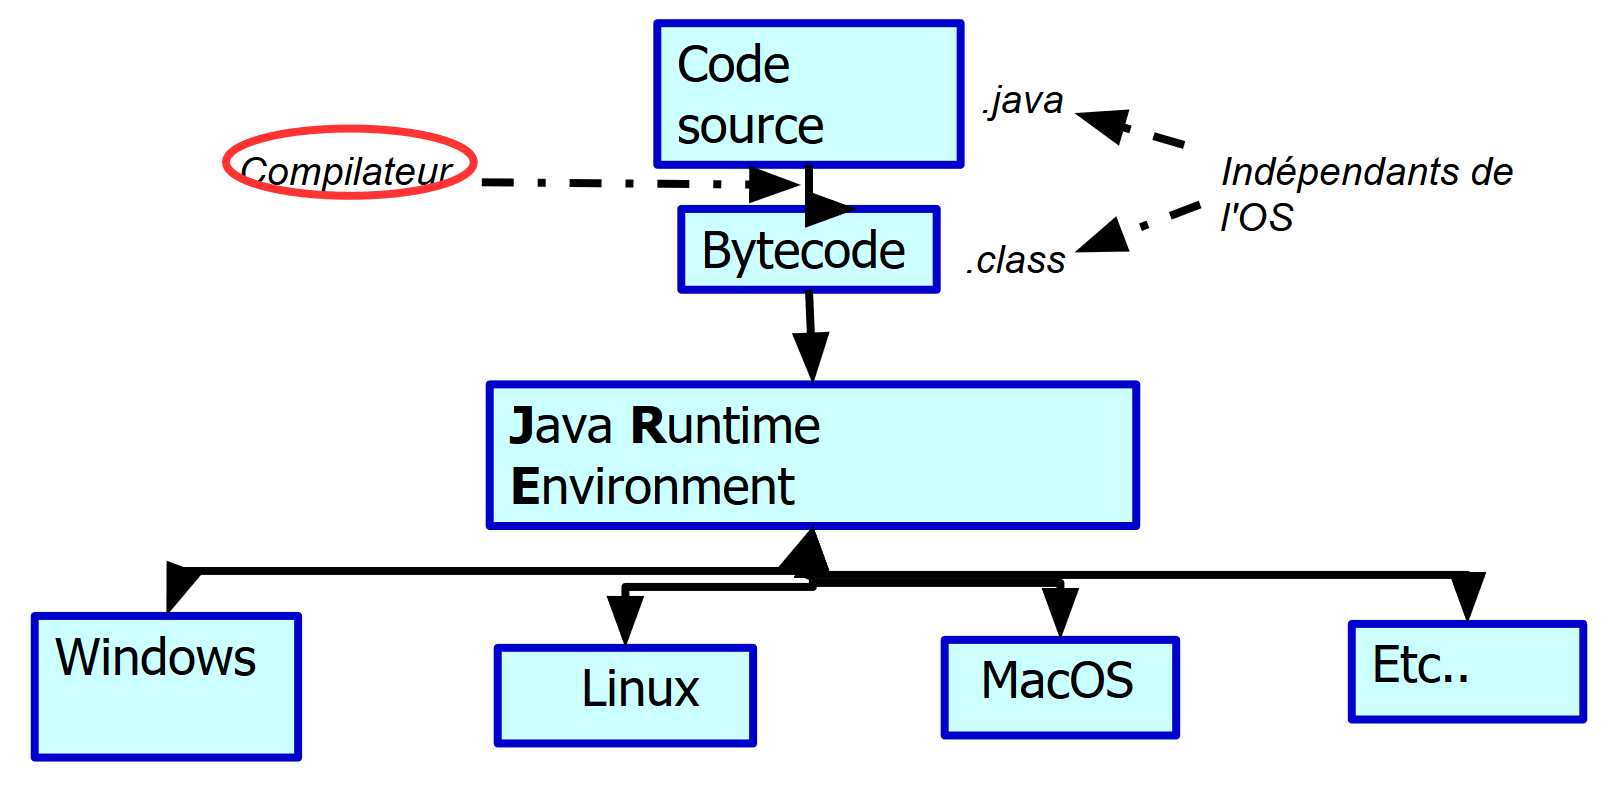 Code
source
.java
Compilateur
Indépendants de
l'OS
Bytecode
.class
Java Runtime
Environment
Windows
Linux
MacOS
Etc..